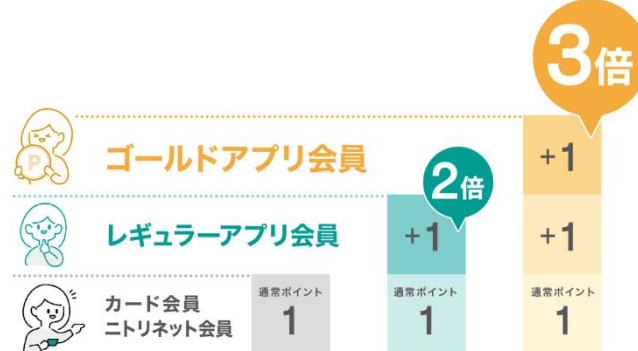 3倍
P
ゴールドアプリ会員
+1
2倍
レギュラーアプリ会員
+1
+1
カード会員
ニトリネット会員
通常ポイント
1
通常ポイント
1
通常ポイント
1